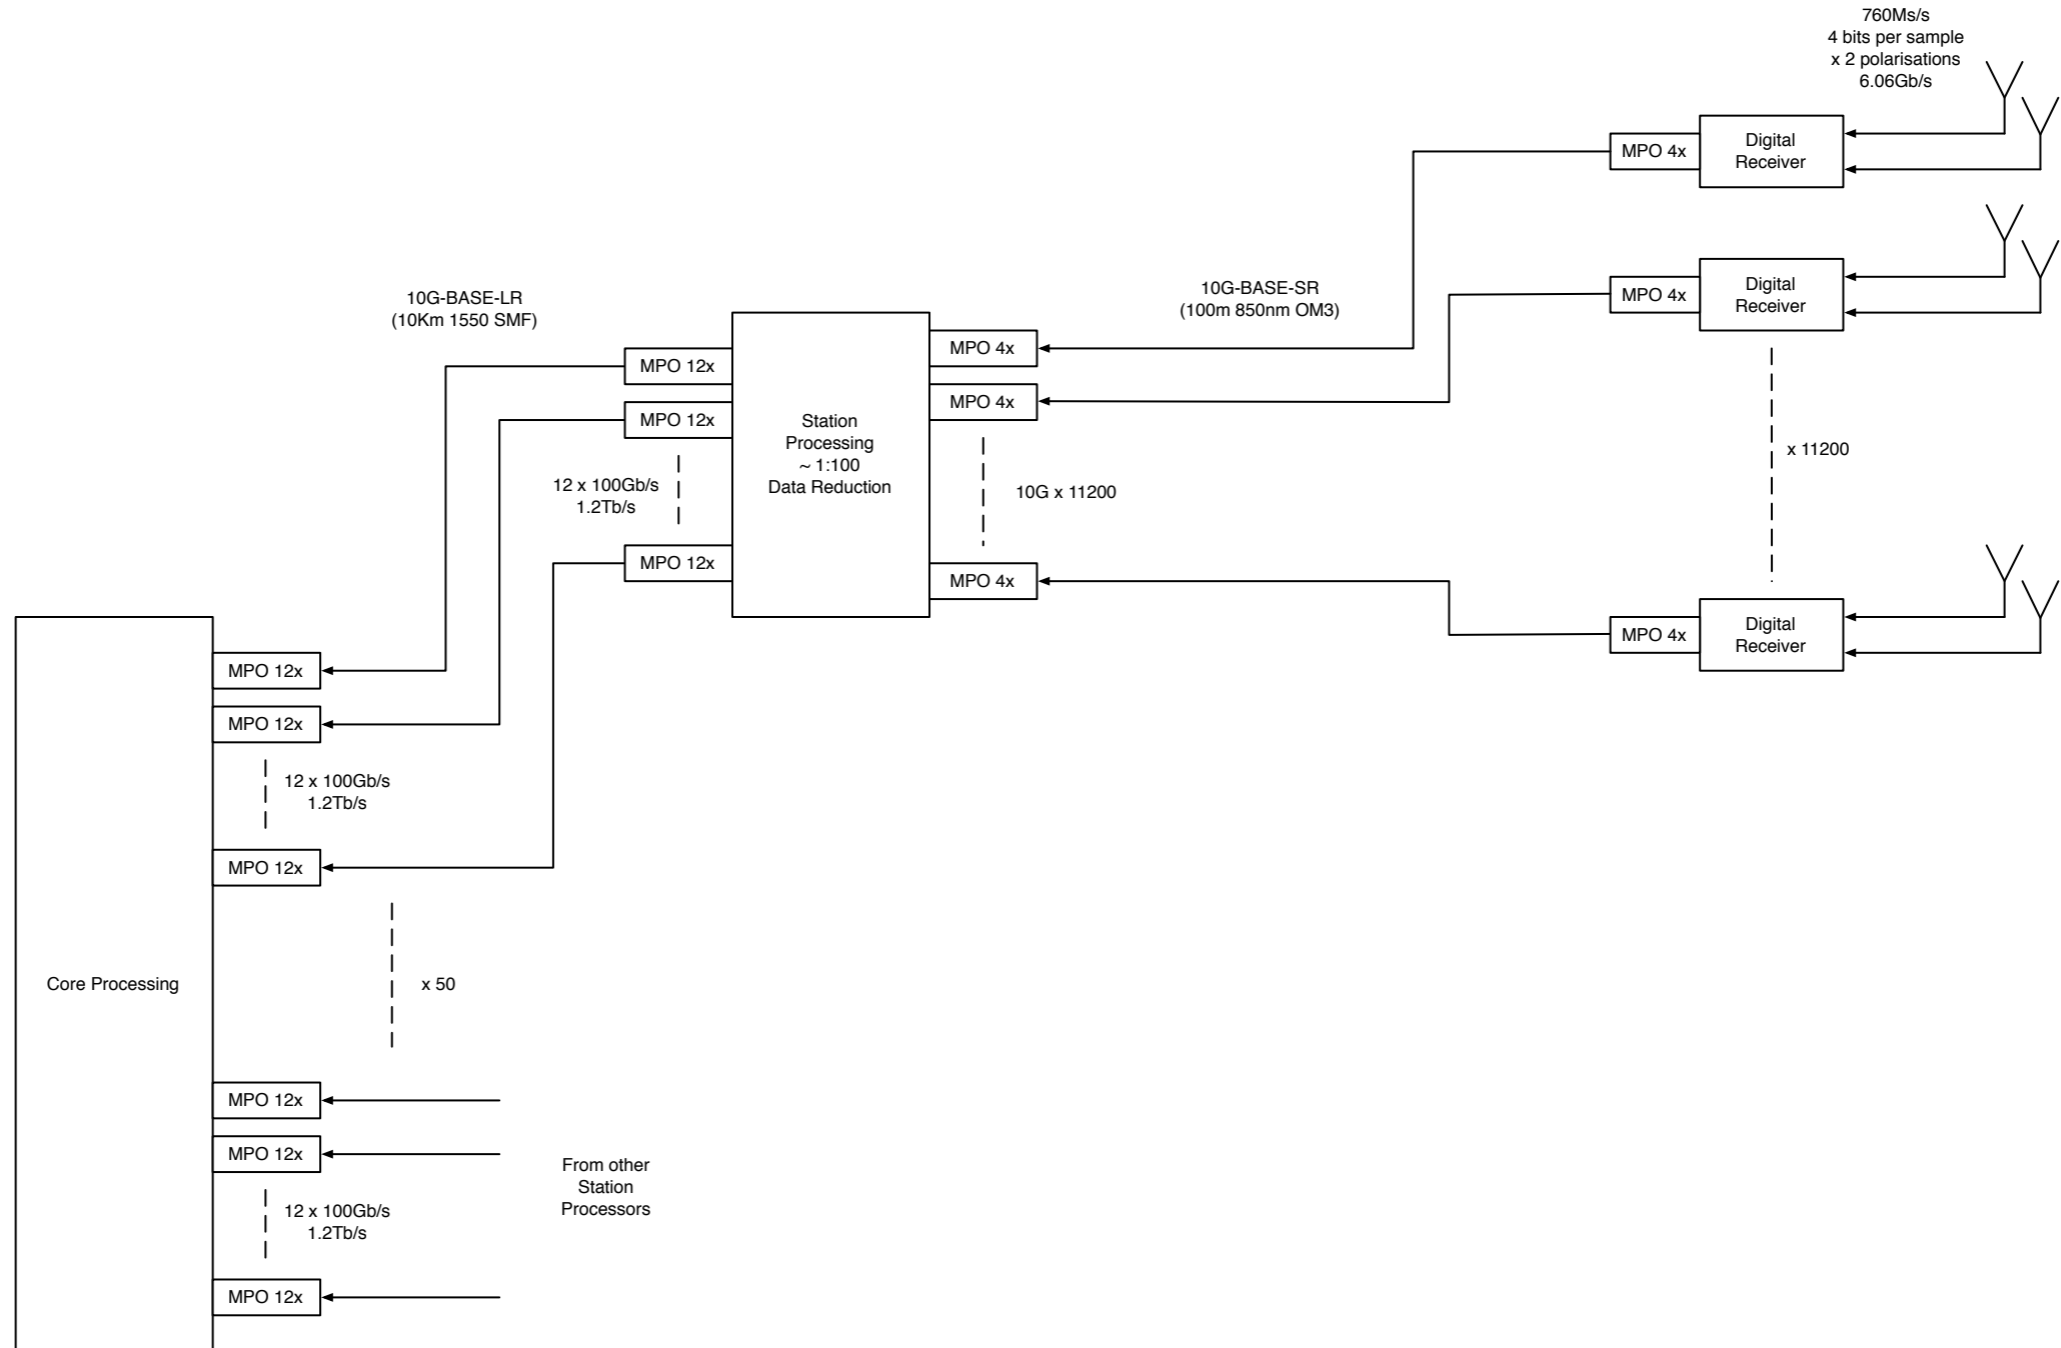 760Ms/s
4 bits per sample
x 2 polarisations
6.06Gb/s
MPO 4x
Digital
Receiver
MPO 4x
Digital
Receiver
10G-BASE-LR
(10Km 1550 SMF)
10G-BASE-SR
(100m 850nm OM3)
MPO 12x
MPO 12x
12 x 100Gb/s
1.2Tb/s
MPO 12x
Station
Processing
~ 1:100
Data Reduction
MPO 4x
MPO 4x
10G x 11200
MPO 4x
x 11200
MPO 4x
Digital
Receiver
Core Processing
MPO 12x
MPO 12x
12 x 100Gb/s
1.2Tb/s
MPO 12x
x 50
MPO 12x
MPO 12x
12 x 100Gb/s
1.2Tb/s
MPO 12x
From other
Station
Processors